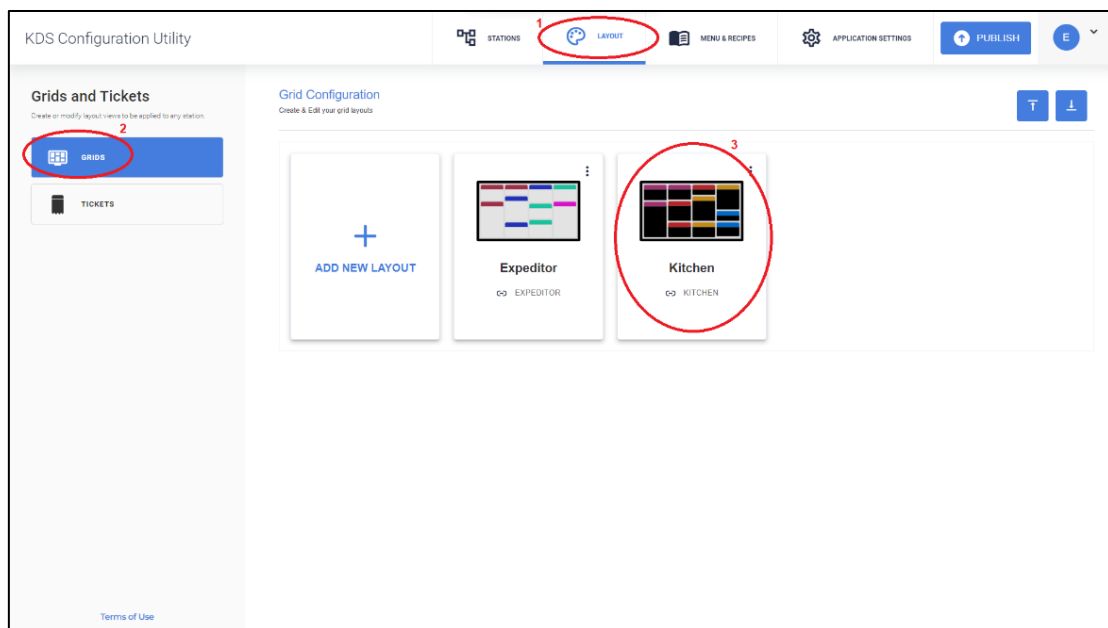 KDS Configuration Utility
STATIONS
1
LAYOUT
MENU & RECIPES
APPLICATION SETTINGS
PUBLISH
E
Grids and Tickets
Create or modify layout views to be applied to any station.
2
GRIDS
TICKETS
Grid Configuration
Create & Edit your grid layouts
ADD NEW LAYOUT
Expeditor
EXPEDITOR
3
Kitchen
KITCHEN
Terms of Use